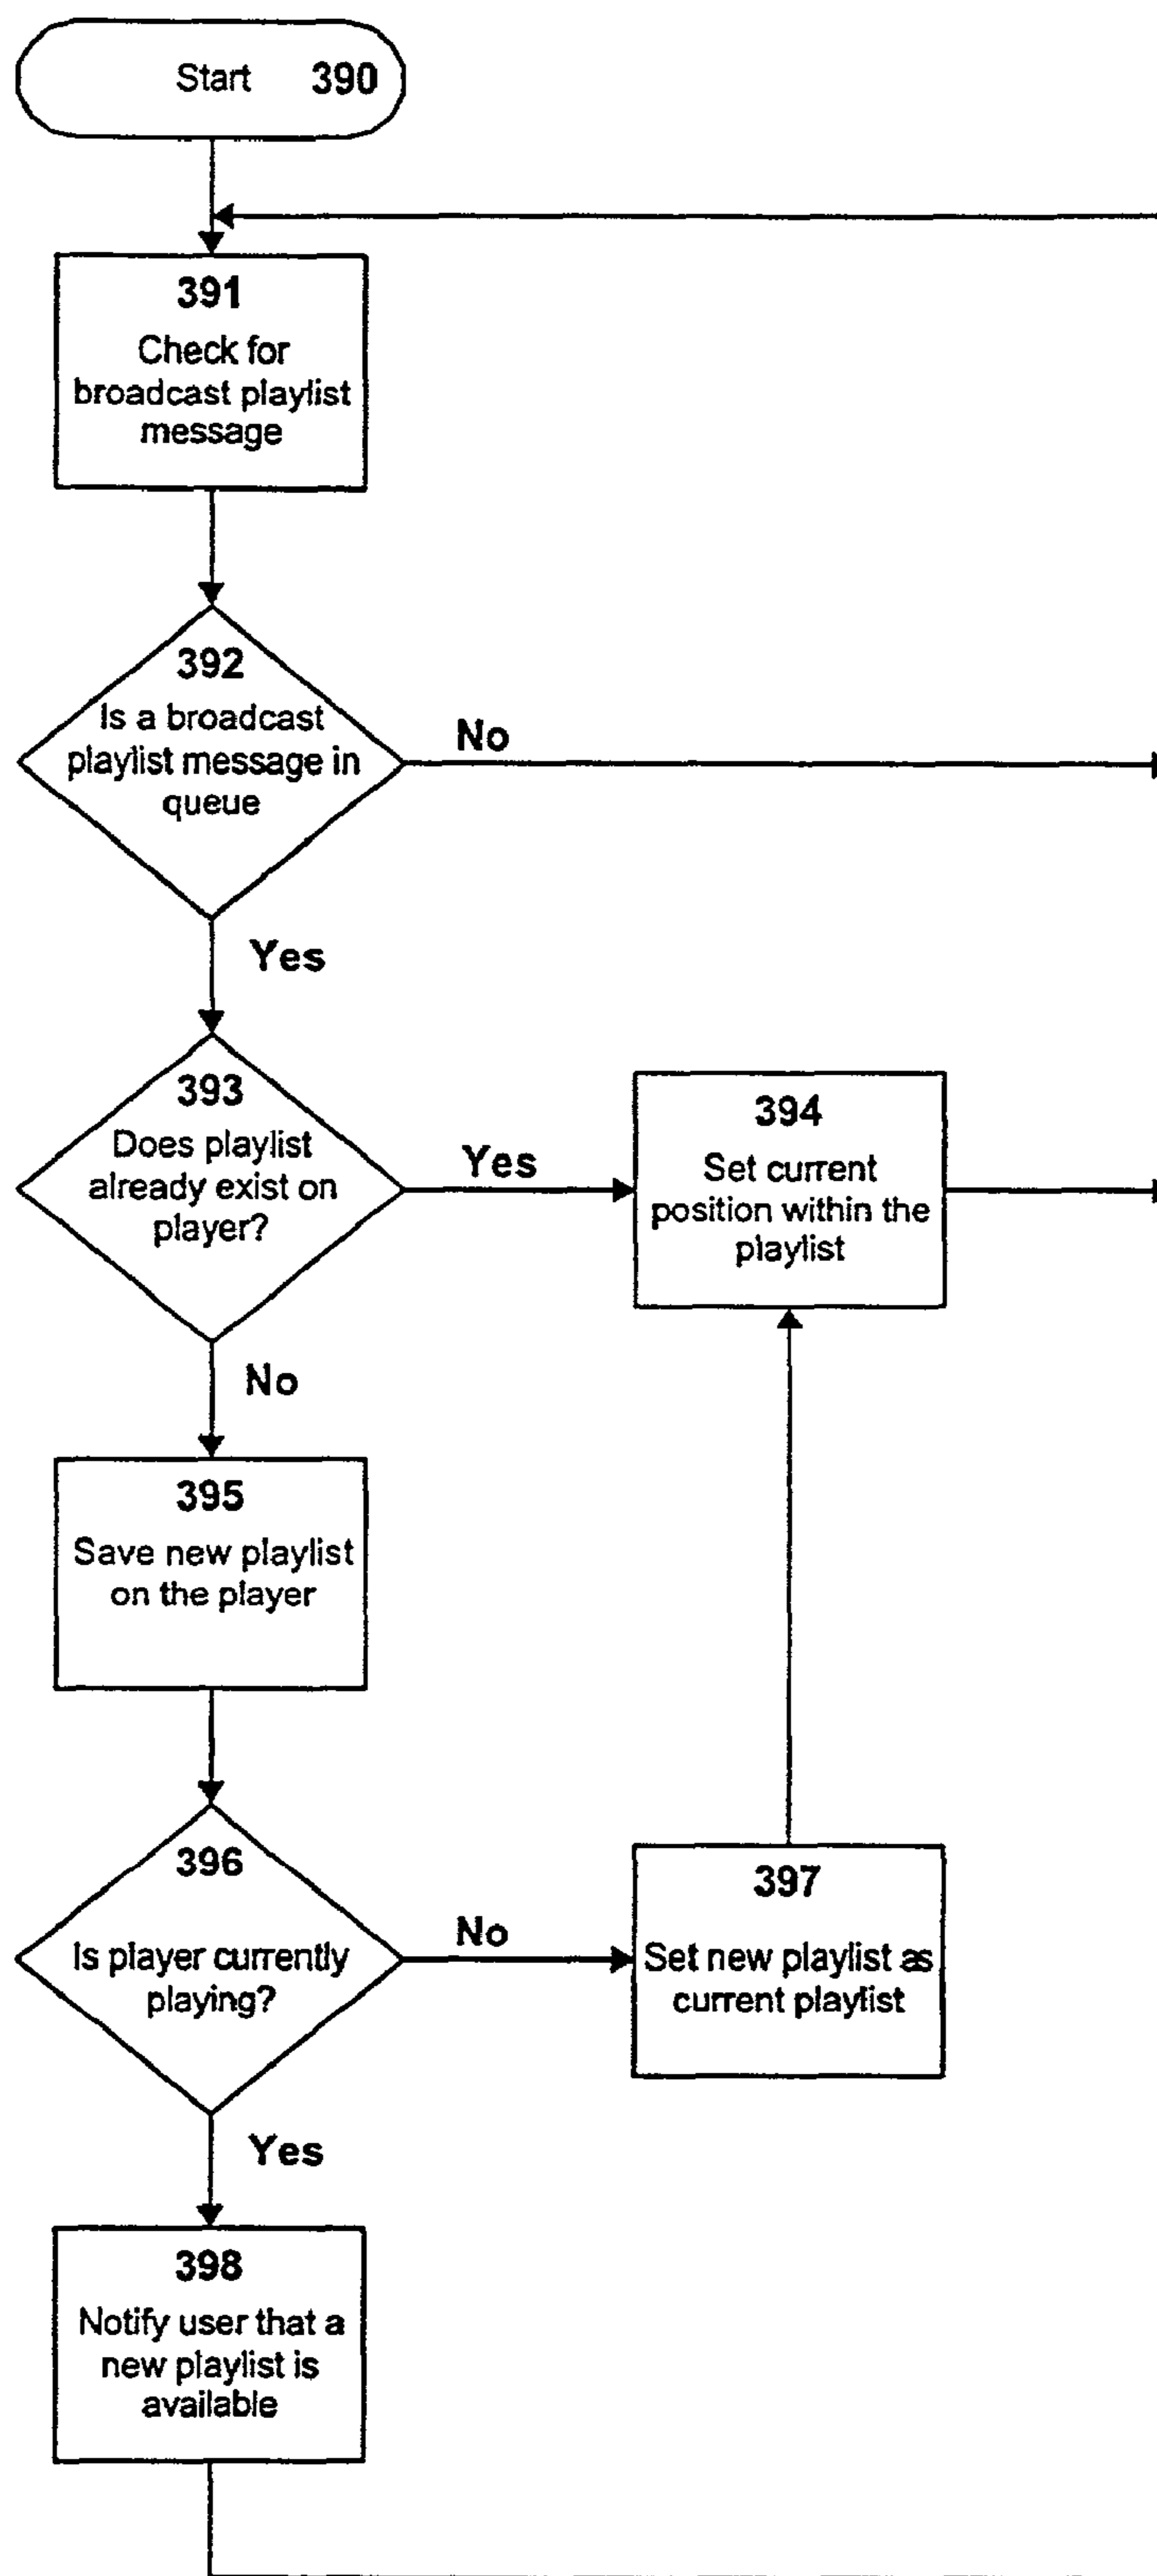 Start 390
391
Check for
broadcast playlist
message
392
Is a broadcast
playlist message in
queue
No
Yes
393
Does playlist
already exist on
player?
Yes
394
Set current
position within the
playlist
No
395
Save new playlist
on the player
396
Is player currently
playing?
No
397
Set new playlist as
current playlist
Yes
398
Notify user that a
new playlist is
available